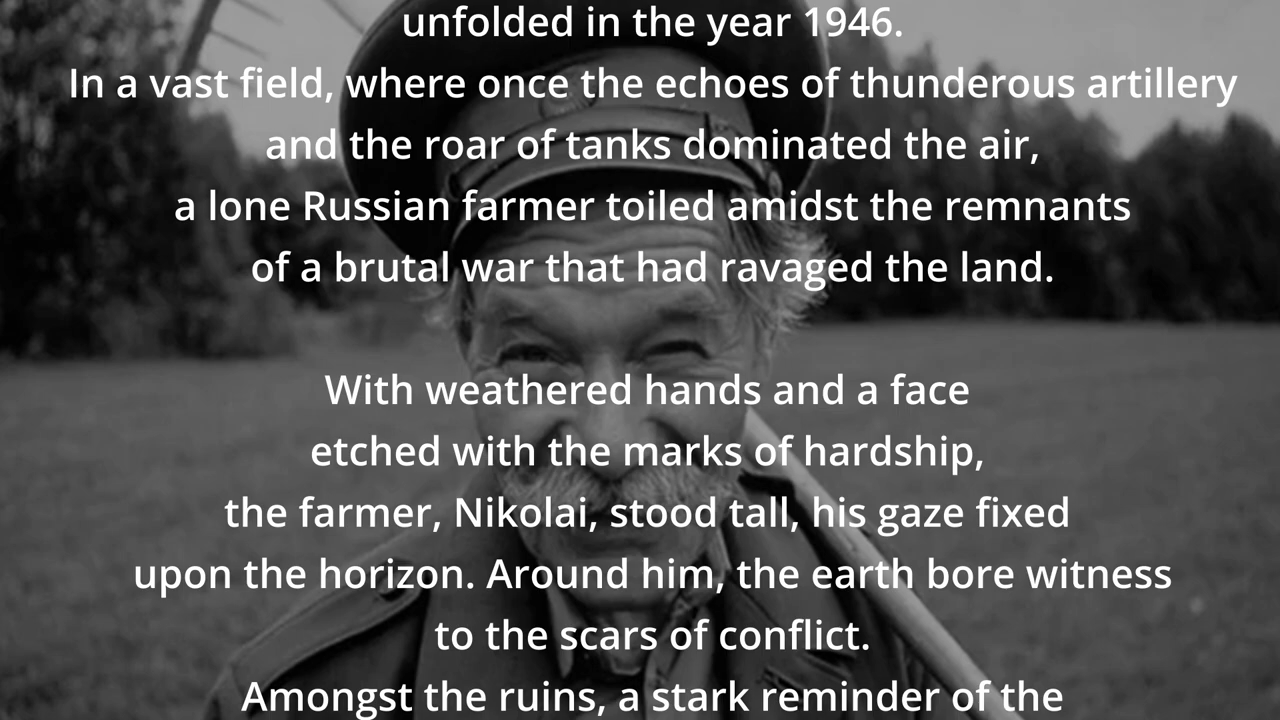 unfolded in the year 1946.
In a vast field, where once the echoes of thunderous artillery
and the roar of tanks dominated the air,
a lone Russian farmer toiled amidst the remnants
of a brutal war that had ravaged the land.
With weathered hands and a face
etched with the marks of hardship,
the farmer, Nikolai, stood tall, his gaze fixed
upon the horizon. Around him, the earth bore witness
to the scars of conflict.
Amongst the ruins, a stark reminder of the